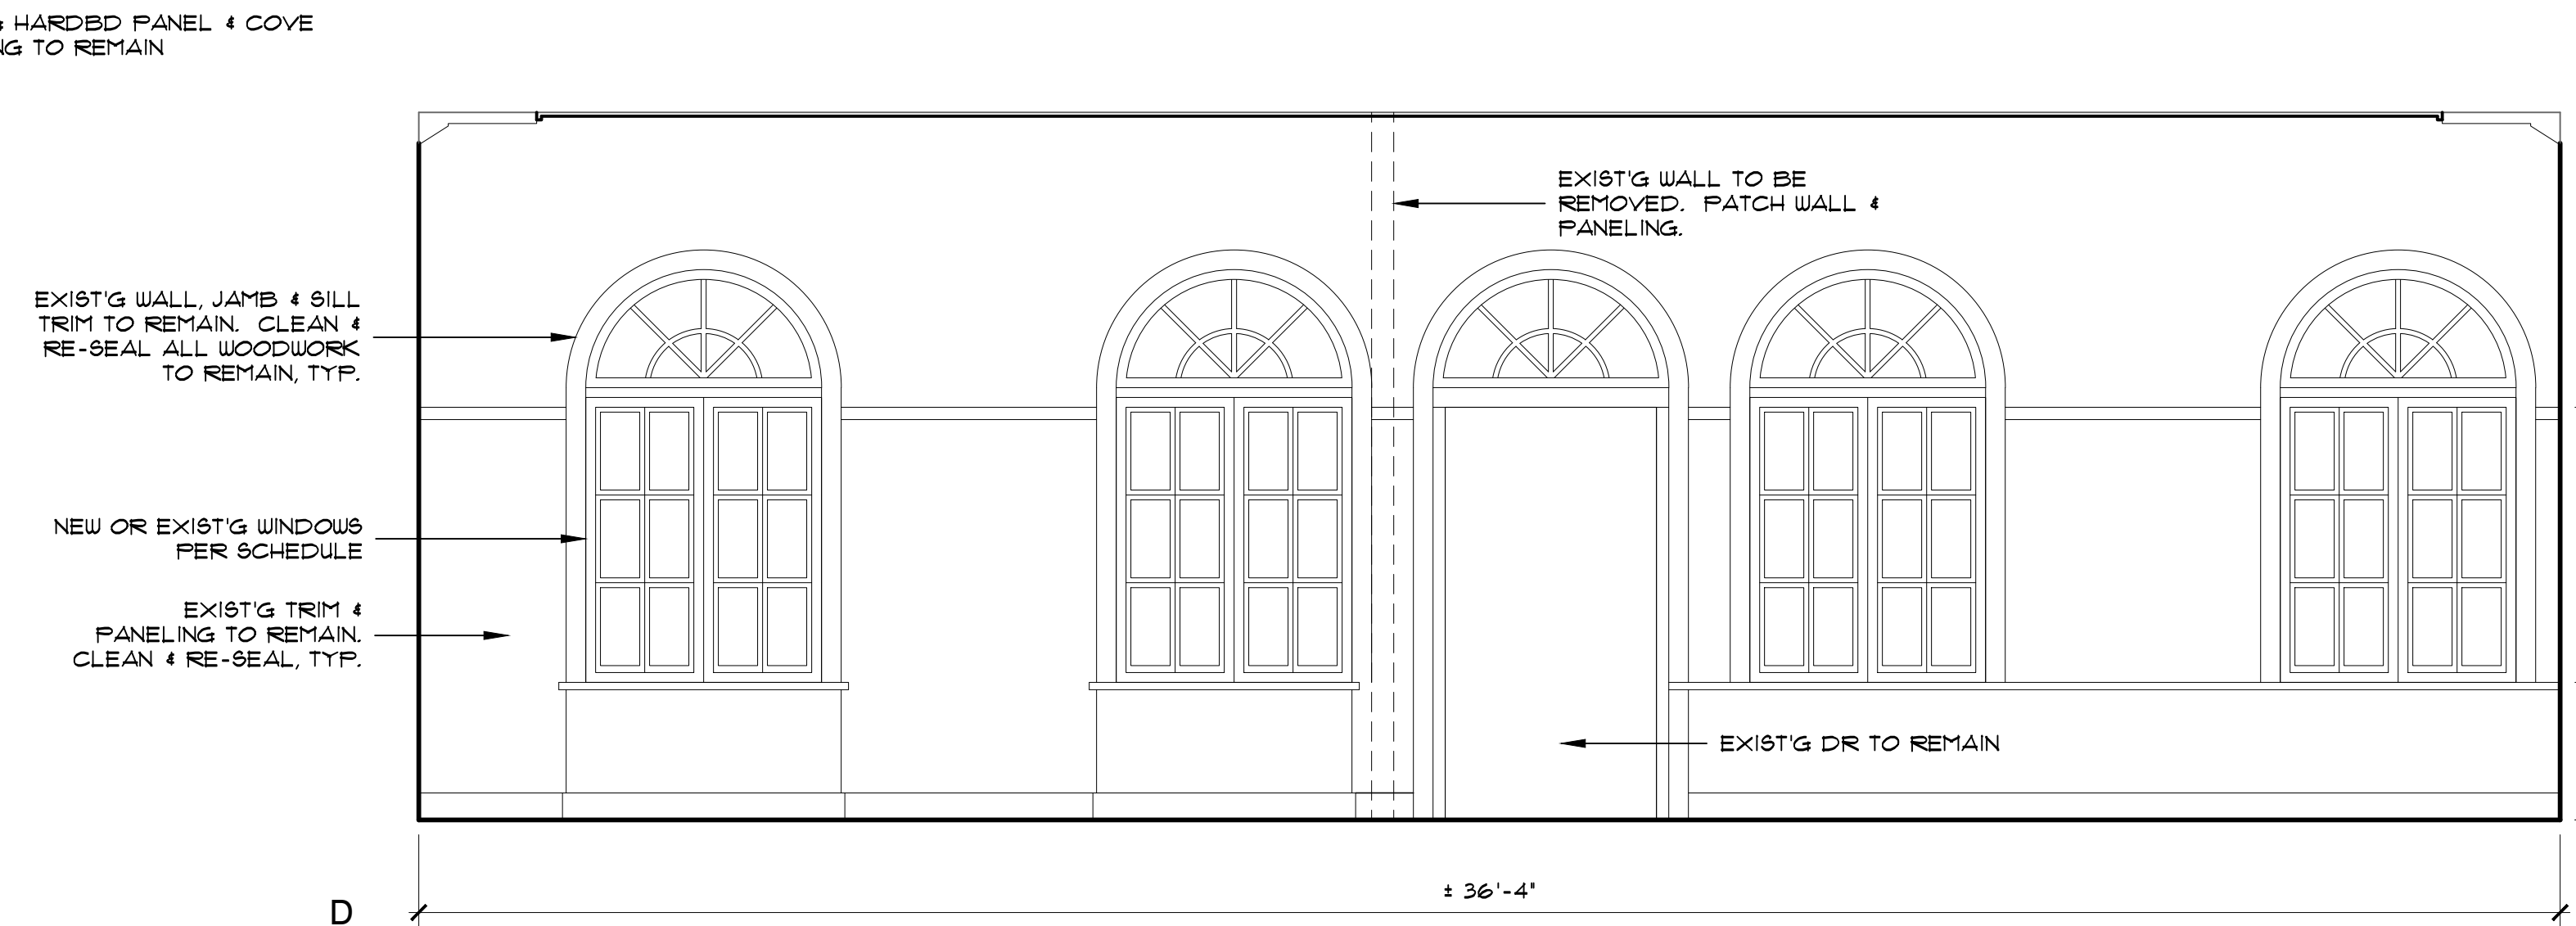 HARDBD PANEL & COVE
TO REMAIN
EXIST'G WALL TO BE
REMOVED. PATCH WALL &
PANELING.
EXIST'G WALL, JAMB & SILL
TRIM TO REMAIN. CLEAN &
RE-SEAL ALL WOODWORK
TO REMAIN, TYP.
NEW OR EXIST'G WINDOWS
PER SCHEDULE
EXIST'G TRIM &
PANELING TO REMAIN.
CLEAN & RE-SEAL, TYP.
EXIST'G DR TO REMAIN
± 36'-4"
D